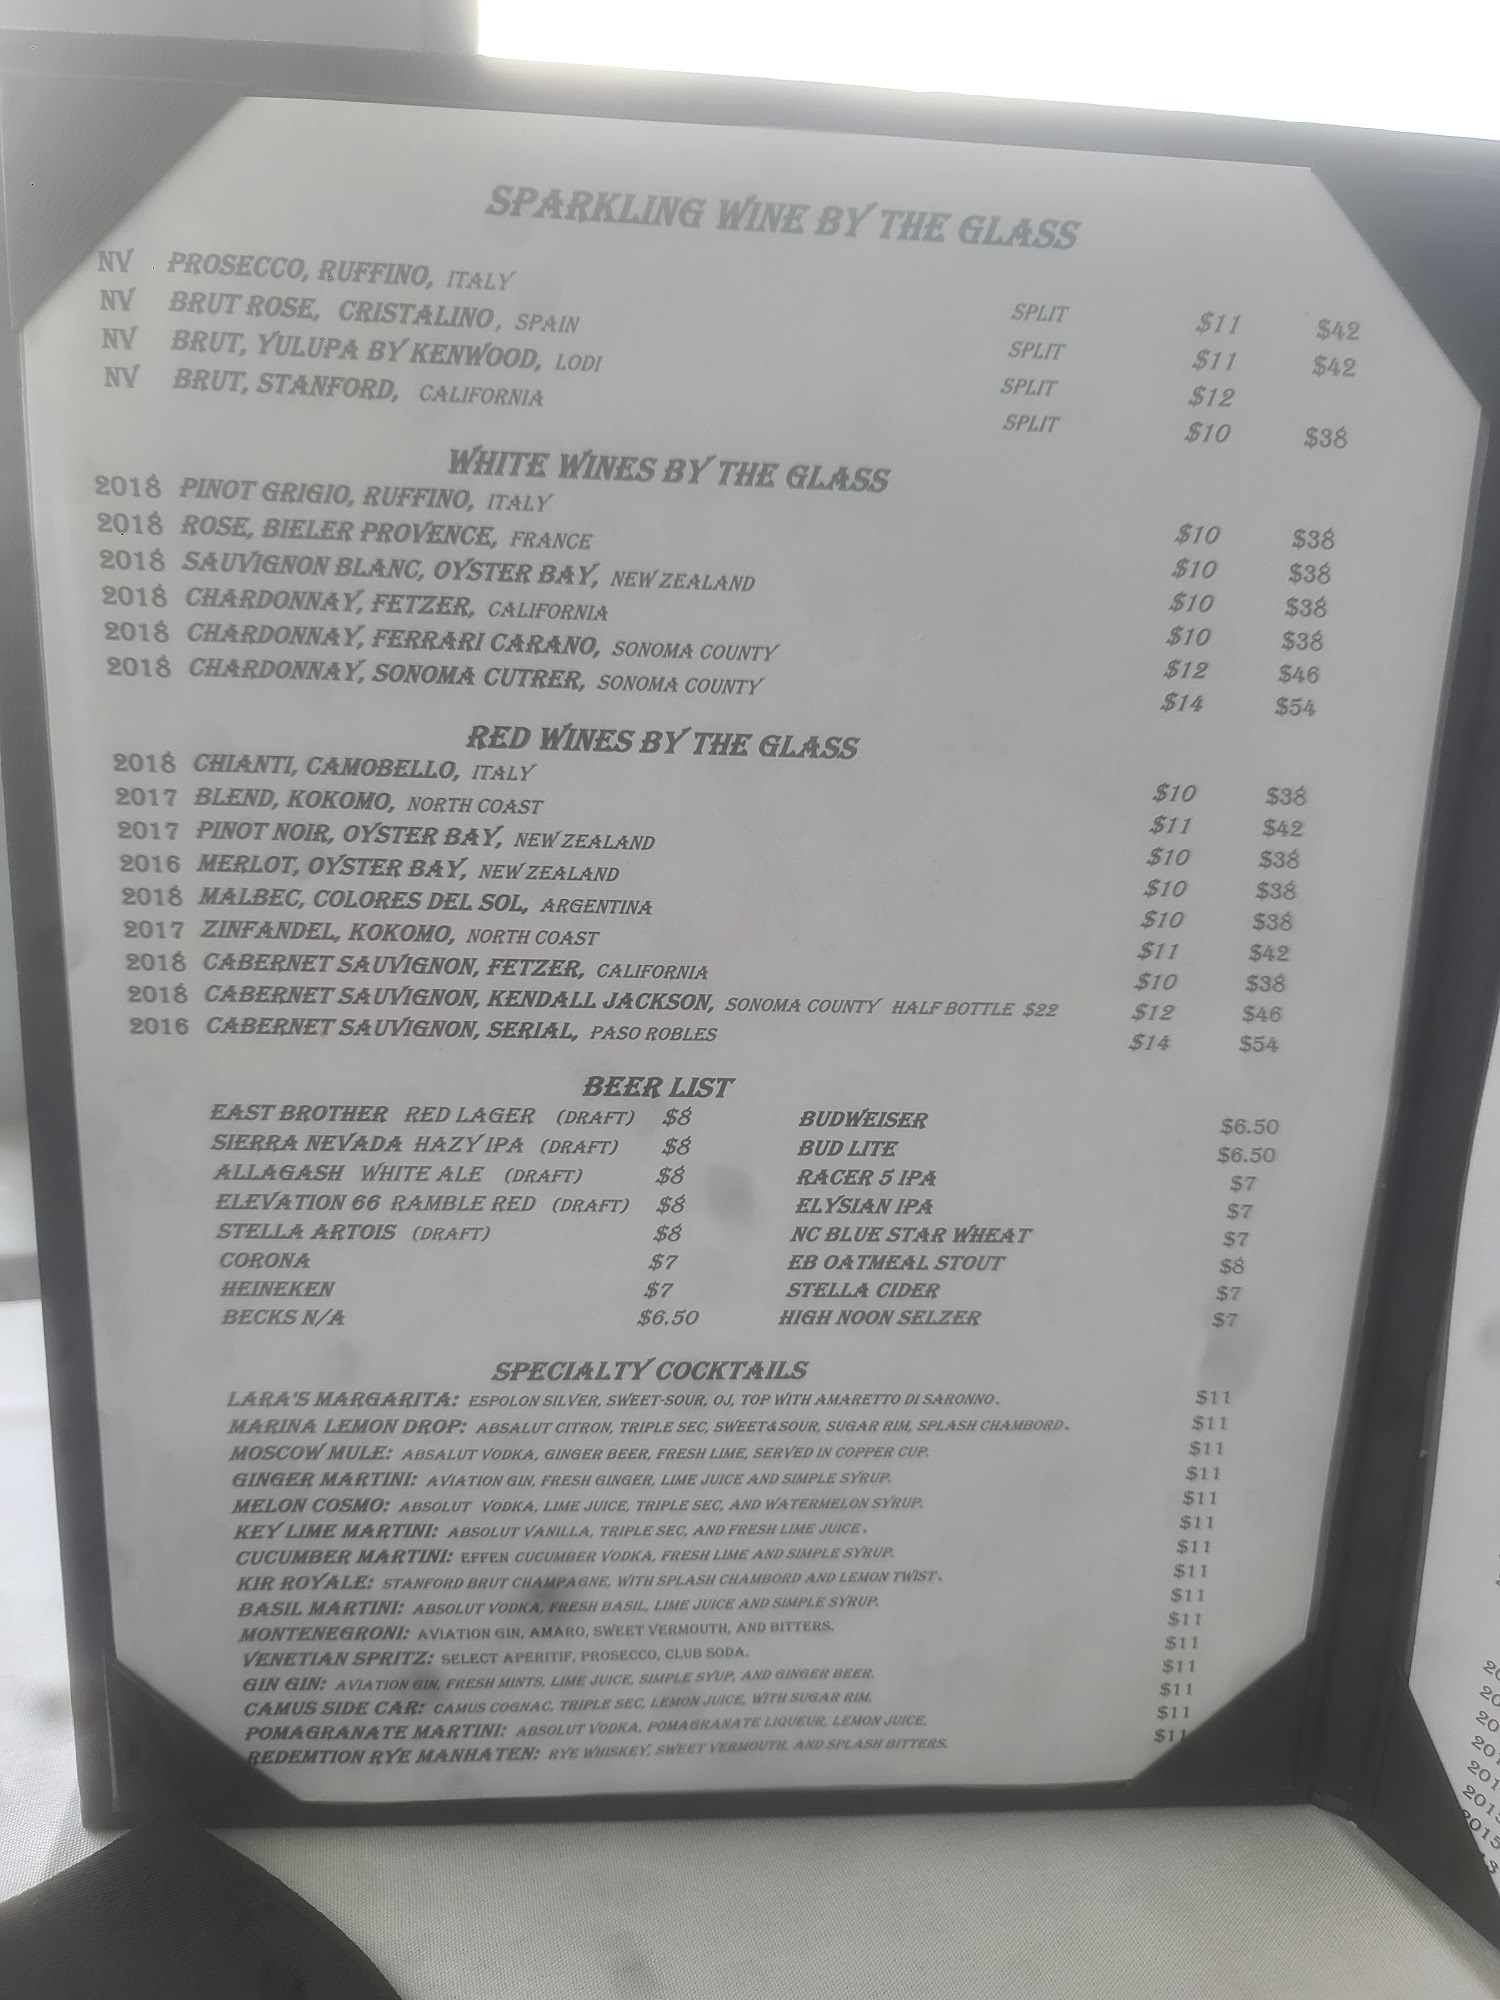 SPARKLING WINE BY THE GLASS
NV PROSECCO, RUFFINO, ITALY SPLIT $11 $42
NV BRUT ROSE, CRISTALINO, SPAIN SPLIT $11 $42
NV BRUT, YULUPA BY KENWOOD, LODI SPLIT $12
NV BRUT, STANFORD, CALIFORNIA SPLIT $10 $38
WHITE WINES BY THE GLASS
2018 PINOT GRIGIO, RUFFINO, ITALY $10 $38
2018 ROSE, BIELER PROVENCE, FRANCE $10 $38
2018 SAUVIGNON BLANC, OYSTER BAY, NEW ZEALAND $10 $38
2018 CHARDONNAY, FETZER, CALIFORNIA $10 $38
2018 CHARDONNAY, FERRARI CARANO, SONOMA COUNTY $12 $46
2018 CHARDONNAY, SONOMA CUTRER, SONOMA COUNTY $14 $54
RED WINES BY THE GLASS
2018 CHIANTI, CAMOBELLO, ITALY $10 $38
2017 BLEND, KOKOMO, NORTH COAST $11 $42
2017 PINOT NOIR, OYSTER BAY, NEW ZEALAND $10 $38
2016 MERLOT, OYSTER BAY, NEW ZEALAND $10 $38
2018 MALBEC, COLORES DEL SOL, ARGENTINA $10 $38
2017 ZINFANDEL, KOKOMO, NORTH COAST $11 $42
2018 CABERNET SAUVIGNON, FETZER, CALIFORNIA $10 $38
2018 CABERNET SAUVIGNON, KENDALL JACKSON, SONOMA COUNTY HALF BOTTLE $22 $12 $46
2016 CABERNET SAUVIGNON, SERIAL, PASO ROBLES $14 $54
BEER LIST
EAST BROTHER RED LAGER (DRAFT) $8 BUDWEISER $6.50
SIERRA NEVADA HAZY IPA (DRAFT) $8 BUD LITE $6.50
ALLAGASH WHITE ALE (DRAFT) $8 RACER 5 IPA $7
ELEVATION 66 RAMBLE RED (DRAFT) $8 ELYSIAN IPA $7
STELLA ARTOIS (DRAFT) $8 NC BLUE STAR WHEAT $7
CORONA $7 EB OATMEAL STOUT $8
HEINEKEN $7 STELLA CIDER $7
BECKS N/A $6.50 HIGH NOON SELZER $7
SPECIALTY COCKTAILS
LARA'S MARGARITA: ESPOLON SILVER, SWEET-SOUR, OJ, TOP WITH AMARETTO DI SARONNO. $11
MARINA LEMON DROP: ABSALUT CITRON, TRIPLE SEC, SWEET&SOUR, SUGAR RIM, SPLASH CHAMBORD. $11
MOSCOW MULE: ABSALUT VODKA, GINGER BEER, FRESH LIME, SERVED IN COPPER CUP. $11
GINGER MARTINI: AVIATION GIN, FRESH GINGER, LIME JUICE AND SIMPLE SYRUP. $11
MELON COSMO: ABSOLUT VODKA, LIME JUICE, TRIPLE SEC, AND WATERMELON SYRUP. $11
KEY LIME MARTINI: ABSOLUT VANILLA, TRIPLE SEC, AND FRESH LIME JUICE. $11
CUCUMBER MARTINI: EFFEN CUCUMBER VODKA, FRESH LIME AND SIMPLE SYRUP. $11
KIR ROYALE: STANFORD BRUT CHAMPAGNE, WITH SPLASH CHAMBORD AND LEMON TWIST. $11
BASIL MARTINI: ABSOLUT VODKA, FRESH BASIL, LIME JUICE AND SIMPLE SYRUP. $11
MONTENEGRONI: AVIATION GIN, AMARO, SWEET VERMOUTH, AND BITTERS. $11
VENETIAN SPRITZ: SELECT APERITIF, PROSECCO, CLUB SODA. $11
GIN GIN: AVIATION GIN, FRESH MINTS, LIME JUICE, SIMPLE SYUP, AND GINGER BEER. $11
CAMUS SIDE CAR: CAMUS COGNAC, TRIPLE SEC, LEMON JUICE, WITH SUGAR RIM. $11
POMAGRANATE MARTINI: ABSOLUT VODKA, POMAGRANATE LIQUEUR, LEMON JUICE. $11
REDEMTION RYE MANHATEN: RYE WHISKEY, SWEET VERMOUTH, AND SPLASH BITTERS. $11